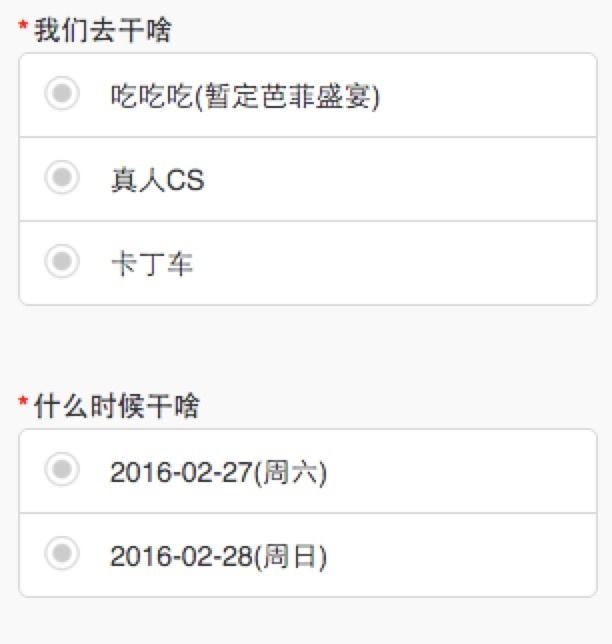 *我们去干啥
吃吃吃(暂定芭菲盛宴)
真人CS
卡丁车
*什么时候干啥
2016-02-27(周六)
2016-02-28(周日)